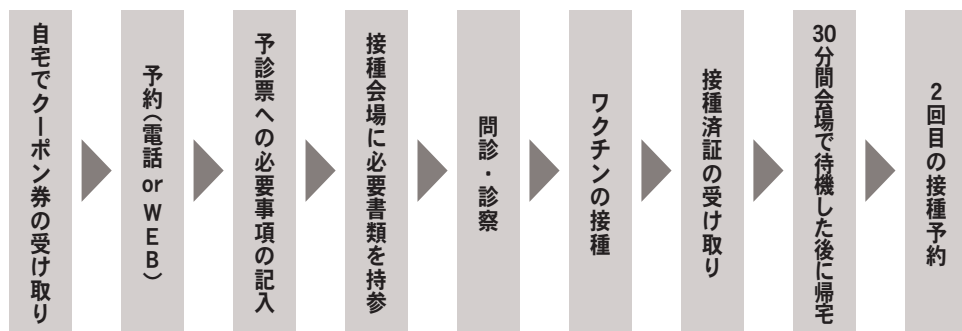 自宅でクーポン券の受け取り
予約(電話 or WEB)
予診票への必要事項の記入
接種会場に必要書類を持参
問診・診察
ワクチンの接種
接種済証の受け取り
30分間会場で待機した後に帰宅
2回目の接種予約